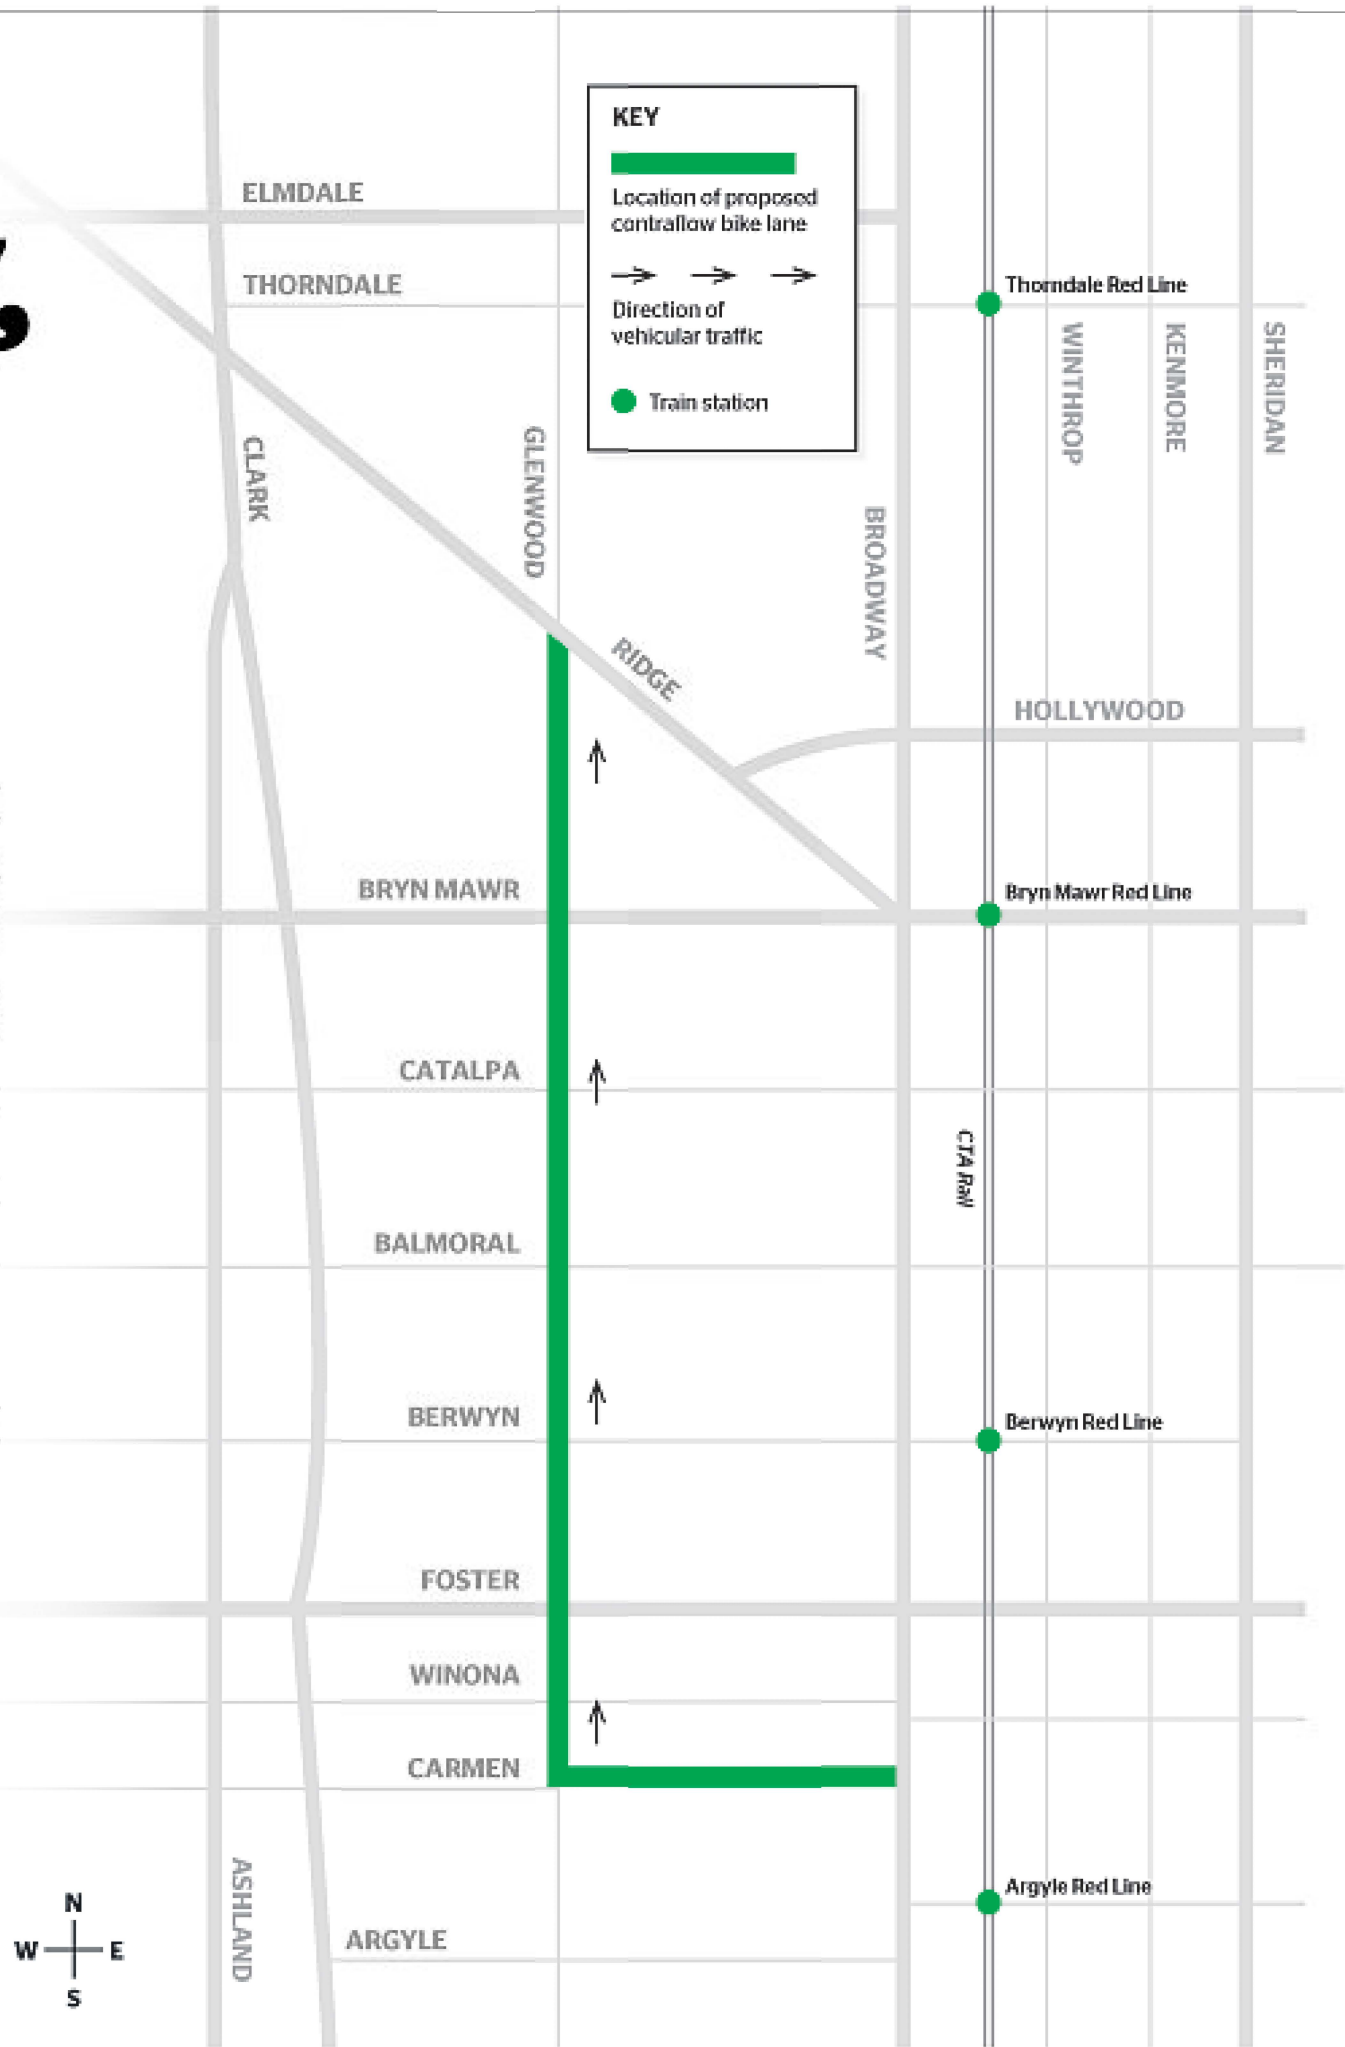 KEY
Location of proposed
contraflow bike lane
Direction of
vehicular traffic
Train station
ELMDALE
THORNDALE
Thorndale Red Line
WINTHROP
KENMORE
SHERIDAN
CLARK
GLENWOOD
BROADWAY
RIDGE
HOLLYWOOD
BRYN MAWR
Bryn Mawr Red Line
CATALPA
CTA Rail
BALMORAL
BERWYN
Berwyn Red Line
FOSTER
WINONA
CARMEN
ASHLAND
Argyle Red Line
ARGYLE
N
W E
S